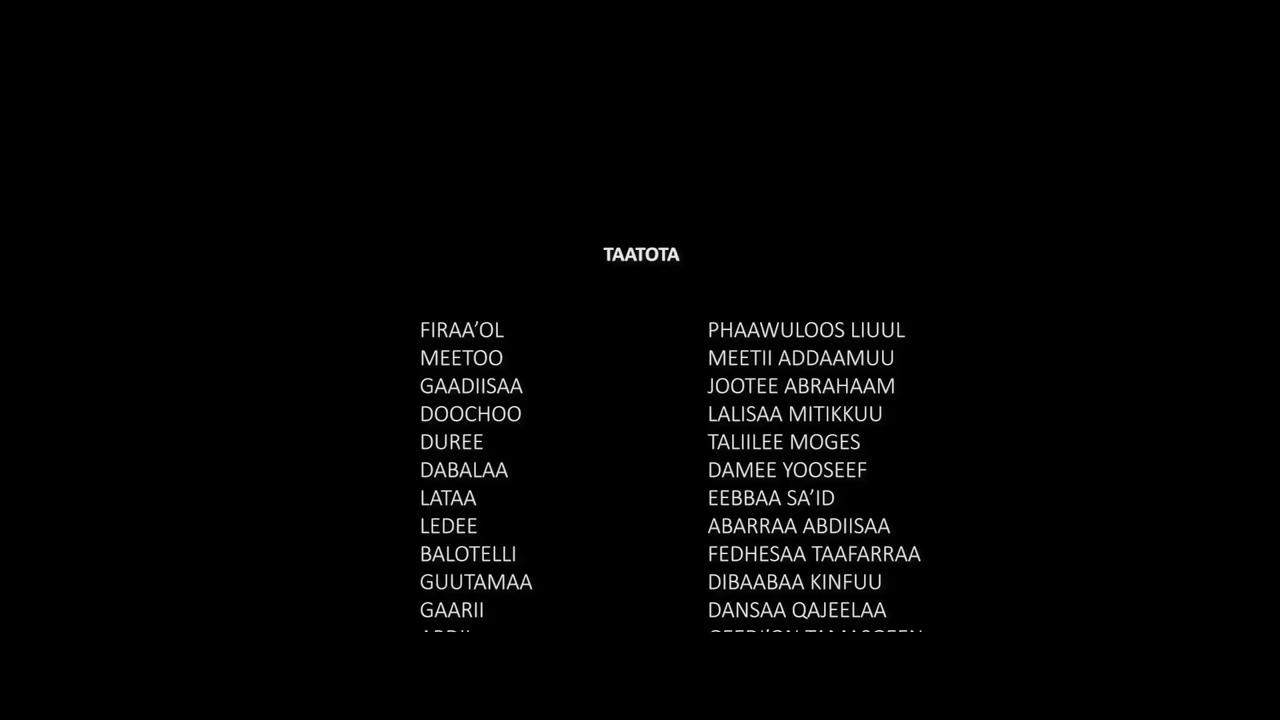 TAATOTA
FIRAA’OL PHAAWULOOS LIUUL
MEETOO MEETII ADDAAMUU
GAADIISAA JOOTEE ABRAHAAM
DOOCHOO LALISAA MITIKKUU
DUREE TALIILEE MOGES
DABALAA DAMEE YOOSEEF
LATAA EEBBAA SA’ID
LEDEE ABARRAA ABDIISAA
BALOTELLI FEDHESAA TAAFARRAA
GUUTAMAA DIBAABAA KINFUU
GAARII DANSAA QAJEELAA